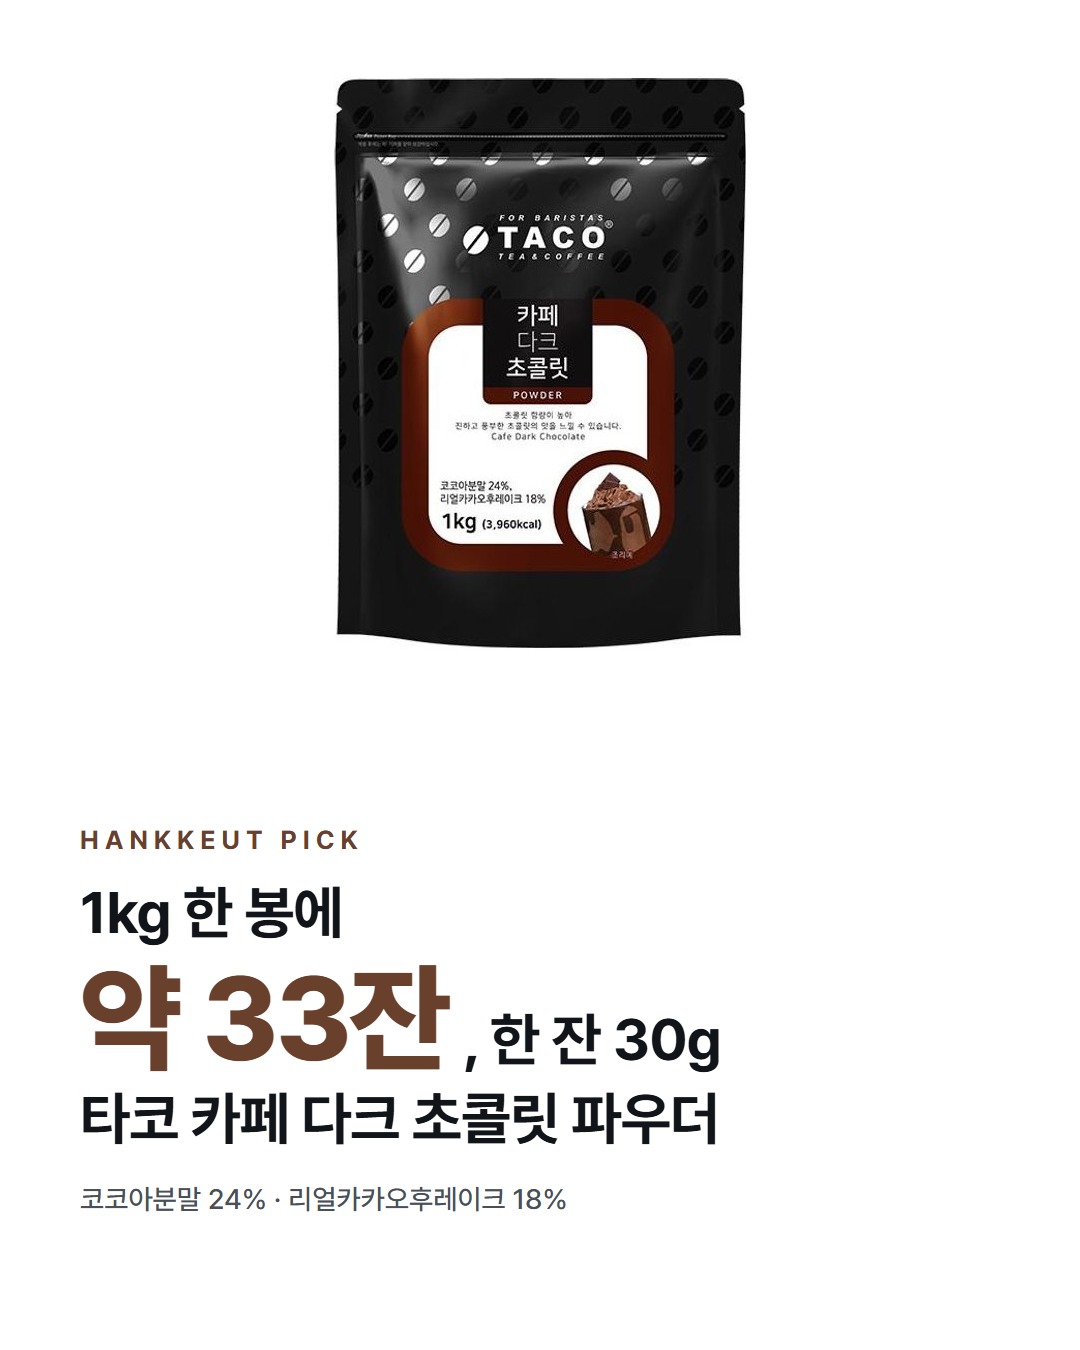 FOR BARISTAS
TACO®
TEA & COFFEE
카페
다크
초콜릿
POWDER
초콜릿 함량이 높아
진하고 풍부한 초콜릿의 맛을 느낄 수 있습니다.
Cafe Dark Chocolate
코코아분말 24%,
리얼카카오후레이크 18%
1kg (3,960kcal)
조리예
HANKKEUT PICK
1kg 한 봉에
약 33잔 , 한 잔 30g
타코 카페 다크 초콜릿 파우더
코코아분말 24% · 리얼카카오후레이크 18%